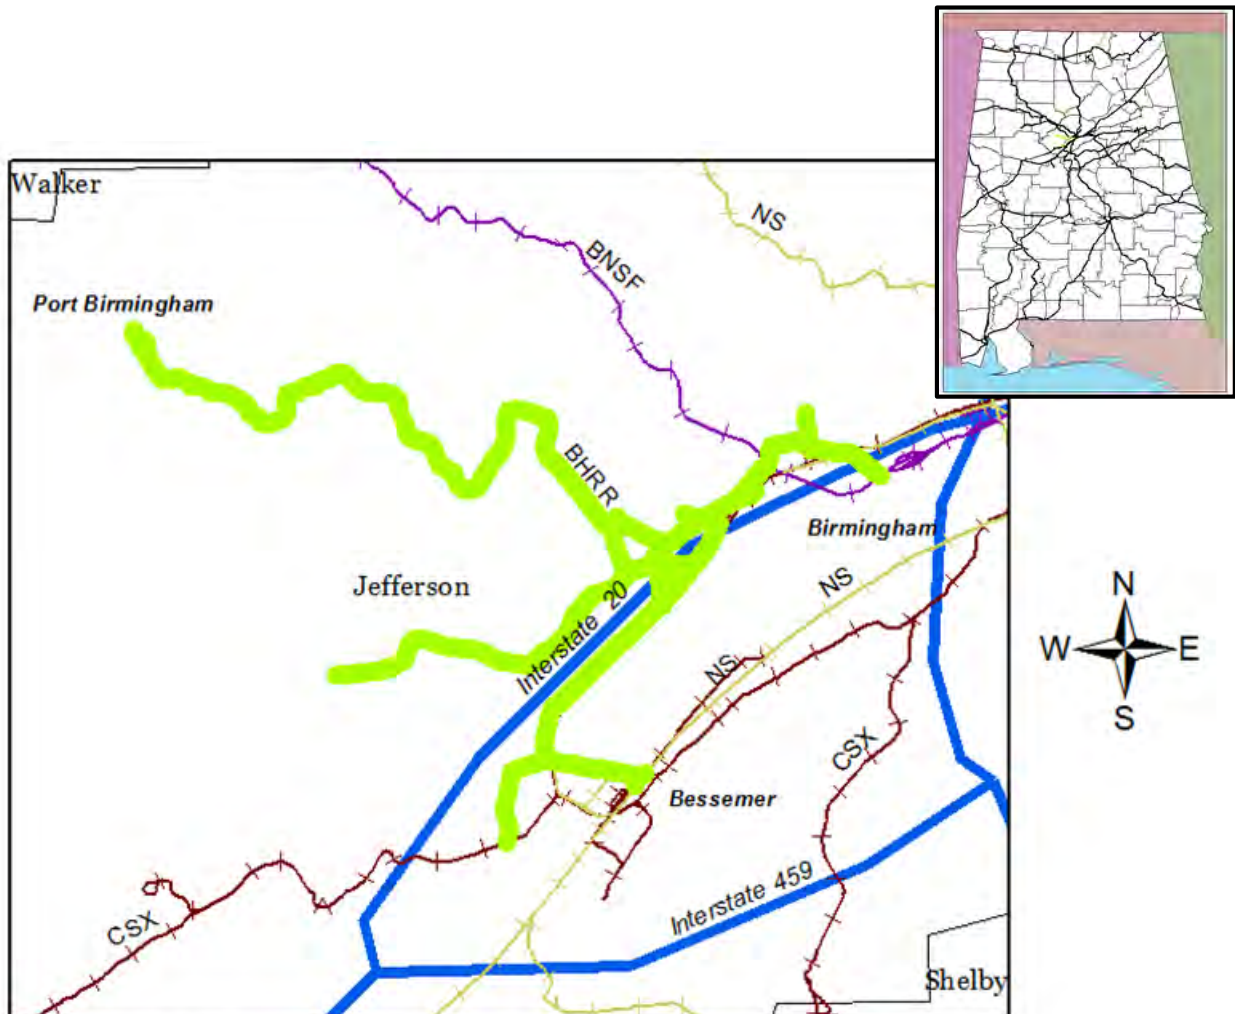 Walker
NS
BNSF
Port Birmingham
BHRR
Birmingham
Jefferson
NS
Interstate 20
NS
N
W
E
S
CSX
Bessemer
Interstate 459
CSX
Shelby